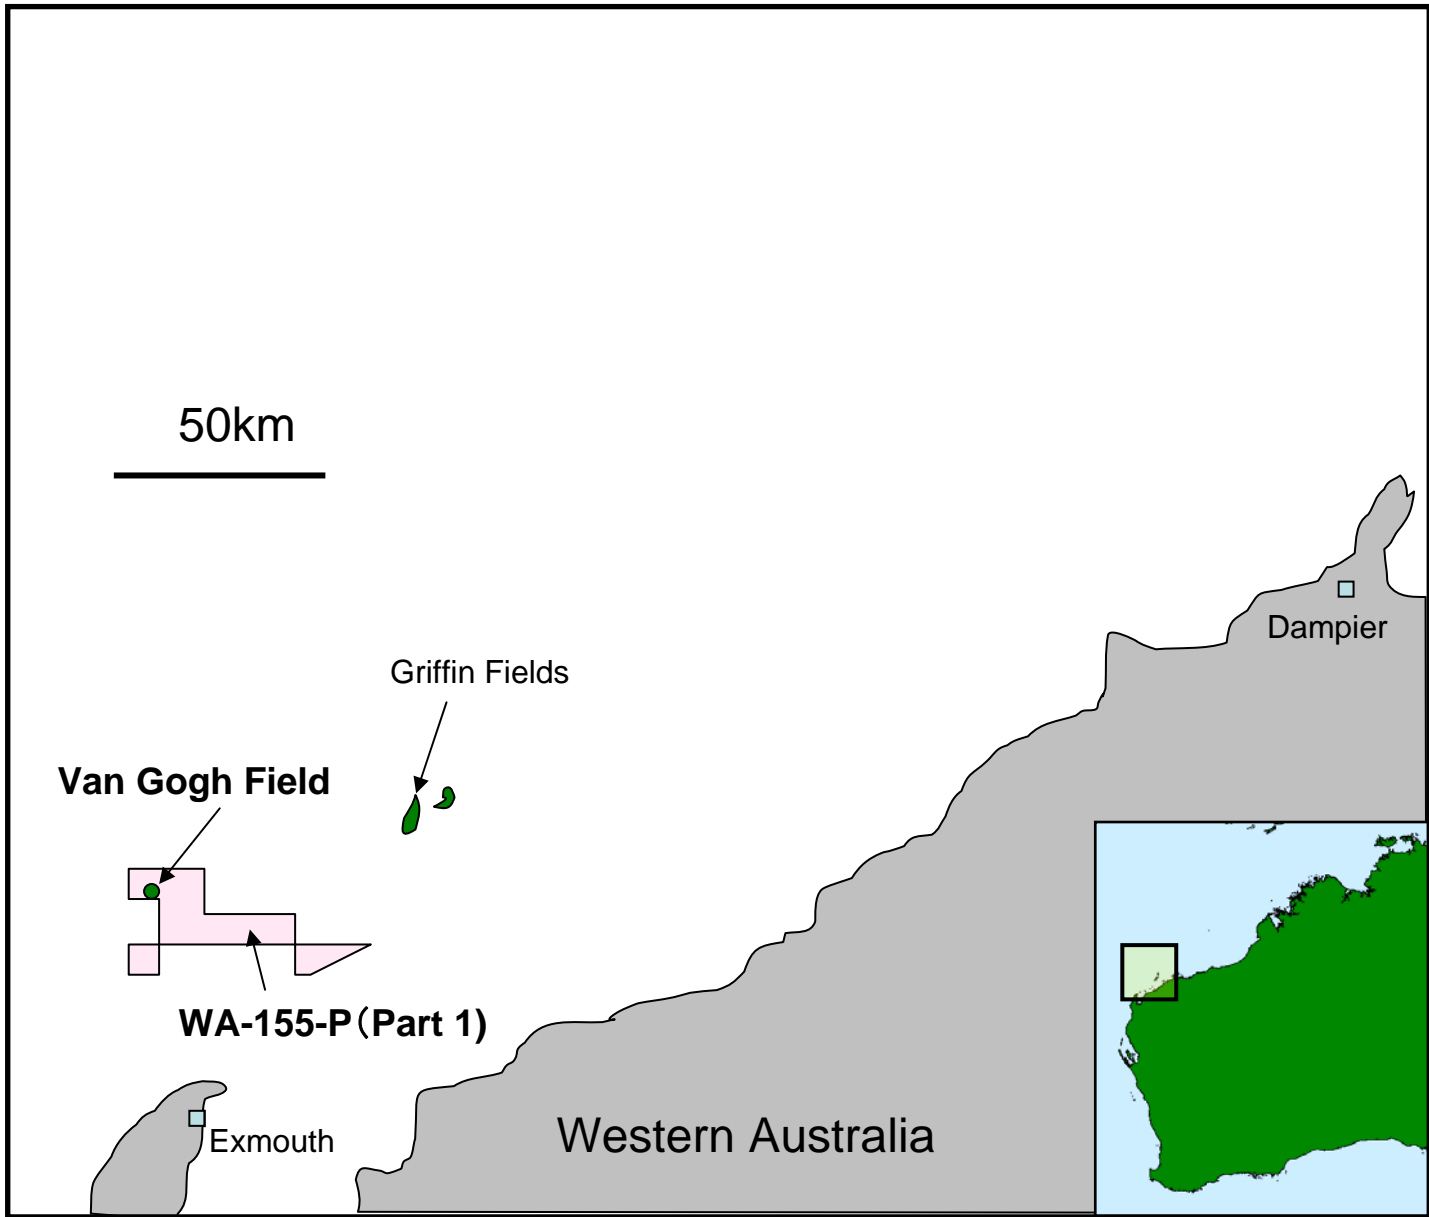 50km
Dampier
Griffin Fields
Van Gogh Field
WA-155-P（Part 1)
Exmouth
Western Australia